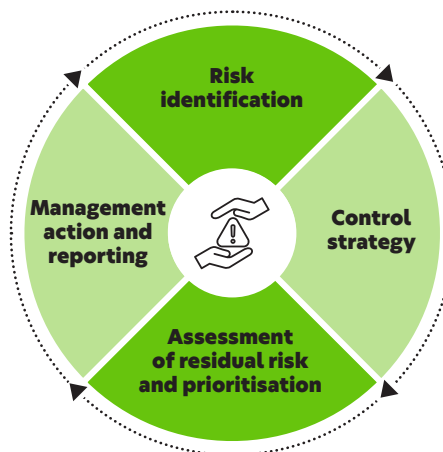 Risk
identification
Control
strategy
Assessment
of residual risk
and prioritisation
Management
action and
reporting